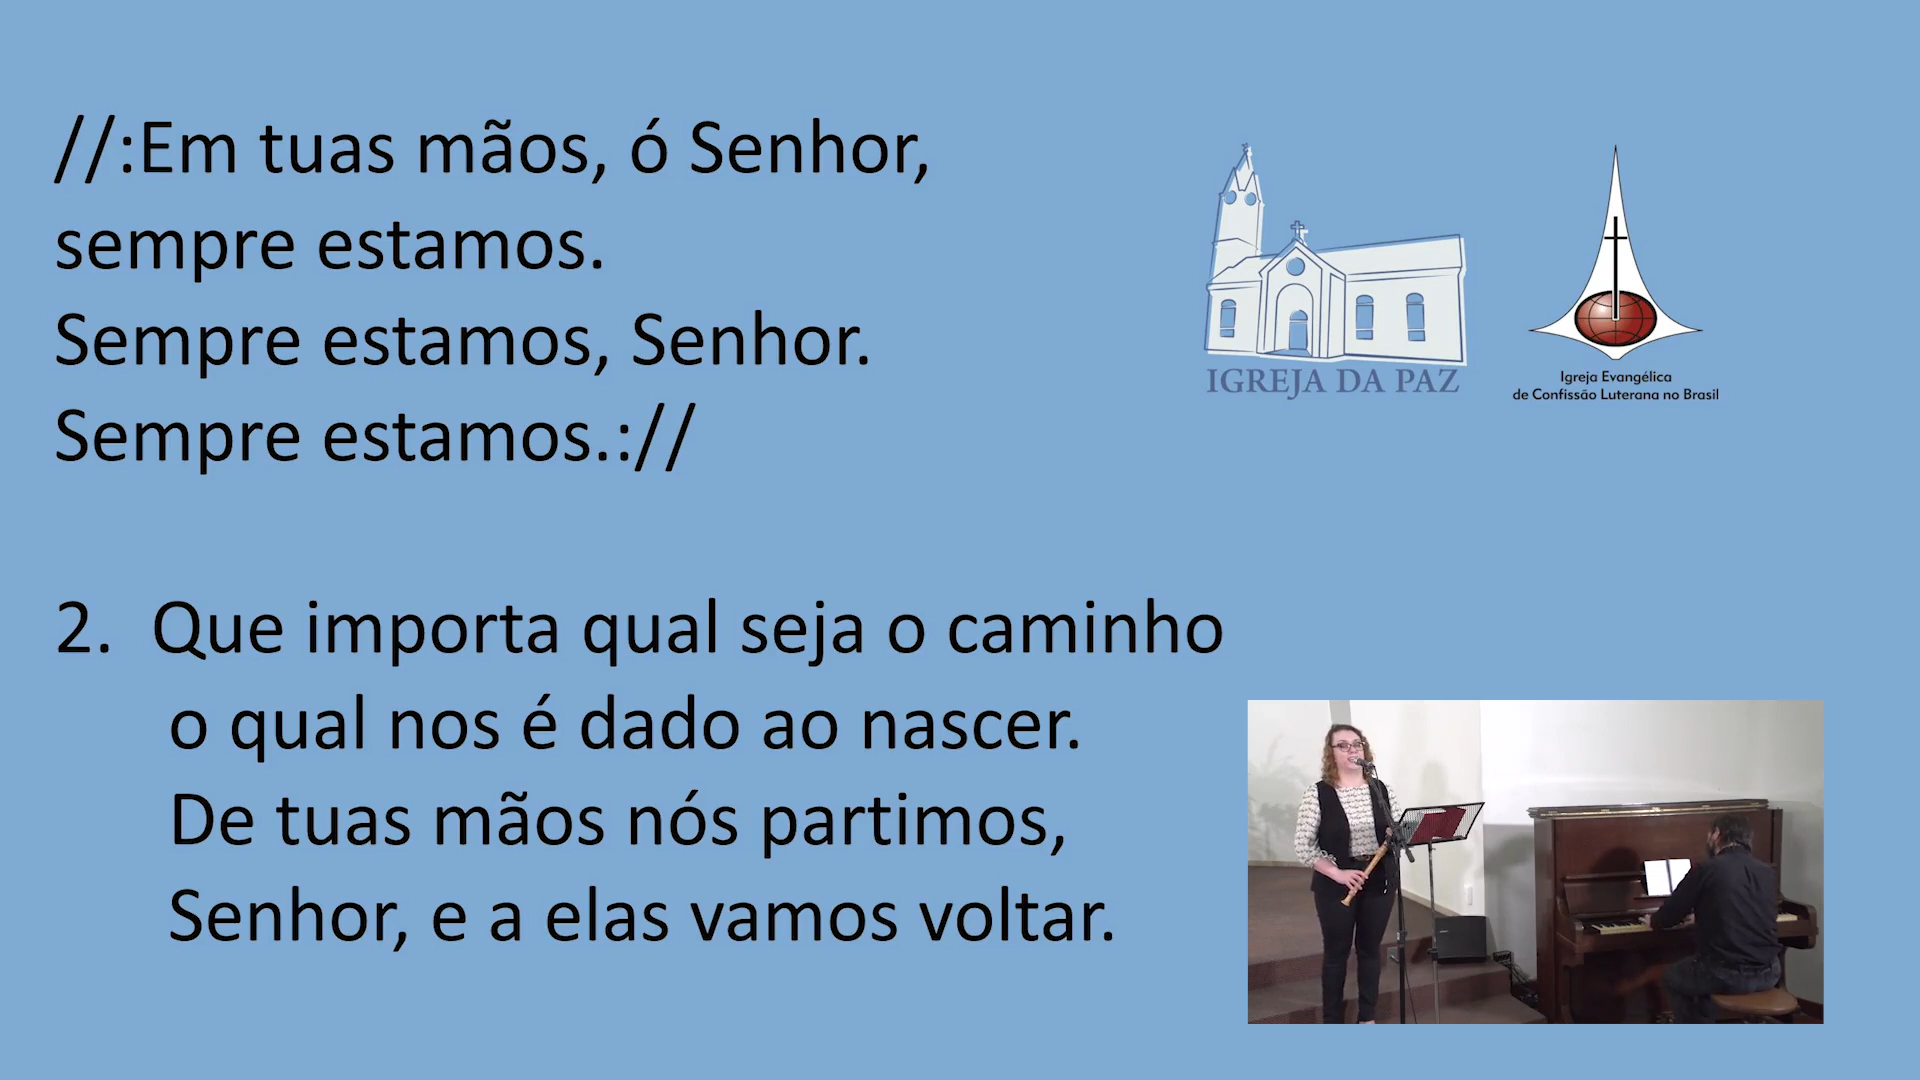 //:Em tuas mãos, ó Senhor,
sempre estamos.
Sempre estamos, Senhor.
Sempre estamos.://
2. Que importa qual seja o caminho
o qual nos é dado ao nascer.
De tuas mãos nós partimos,
Senhor, e a elas vamos voltar.
IGREJA DA PAZ
Igreja Evangélica
de Confissão Luterana no Brasil